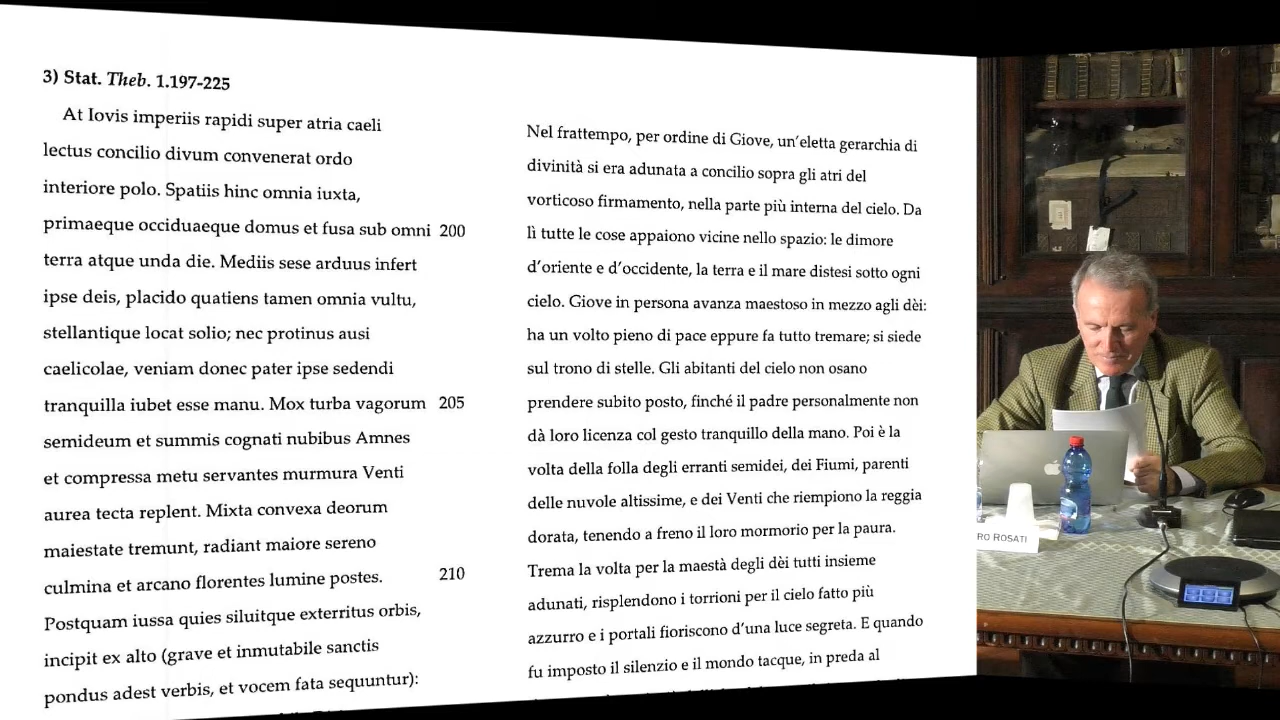 3) Stat. Theb. 1.197-225
At Iovis imperiis rapidi super atria caeli
lectus concilio divum convenerat ordo
interiore polo. Spatiis hinc omnia iuxta,
primaeque occiduaeque domus et fusa sub omni 200
terra atque unda die. Mediis sese arduus infert
ipse deis, placido quatiens tamen omnia vultu,
stellantique locat solio; nec protinus ausi
caelicolae, veniam donec pater ipse sedendi
tranquilla iubet esse manu. Mox turba vagorum 205
semideum et summis cognati nubibus Amnes
et compressa metu servantes murmura Venti
aurea tecta replent. Mixta convexa deorum
maiestate tremunt, radiant maiore sereno
culmina et arcano florentes lumine postes. 210
Postquam iussa quies siluitque exterritus orbis,
incipit ex alto (grave et inmutabile sanctis
pondus adest verbis, et vocem fata sequuntur):
Nel frattempo, per ordine di Giove, un'eletta gerarchia di
divinità si era adunata a concilio sopra gli atri del
vorticoso firmamento, nella parte più interna del cielo. Da
lì tutte le cose appaiono vicine nello spazio: le dimore
d'oriente e d'occidente, la terra e il mare distesi sotto ogni
cielo. Giove in persona avanza maestoso in mezzo agli dèi:
ha un volto pieno di pace eppure fa tutto tremare; si siede
sul trono di stelle. Gli abitanti del cielo non osano
prendere subito posto, finché il padre personalmente non
dà loro licenza col gesto tranquillo della mano. Poi è la
volta della folla degli erranti semidei, dei Fiumi, parenti
delle nuvole altissime, e dei Venti che riempiono la reggia
dorata, tenendo a freno il loro mormorio per la paura.
Trema la volta per la maestà degli dèi tutti insieme
adunati, risplendono i torrioni per il cielo fatto più
azzurro e i portali fioriscono d'una luce segreta. E quando
fu imposto il silenzio e il mondo tacque, in preda al
RO ROSATI